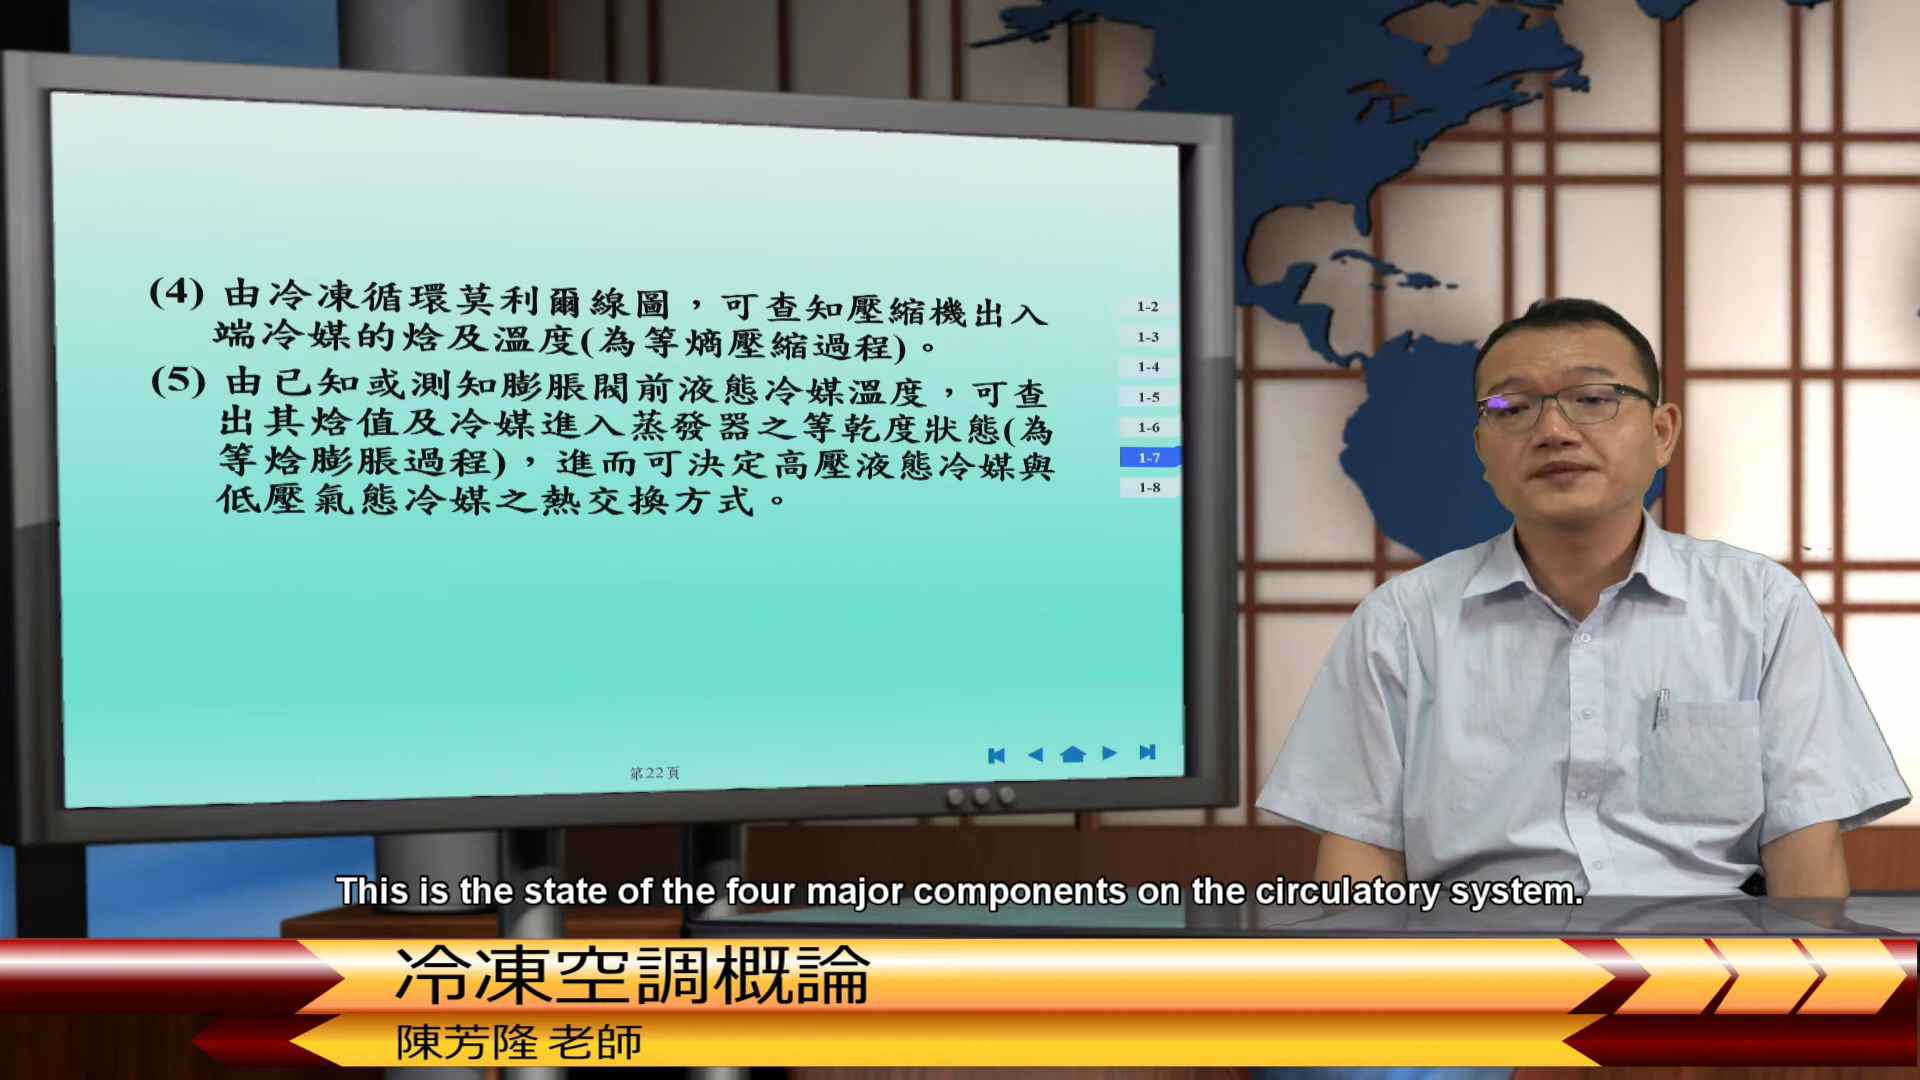 (4) 由冷凍循環莫利爾線圖，可查知壓縮機出入
端冷媒的焓及溫度(為等熵壓縮過程)。
(5) 由已知或測知膨脹閥前液態冷媒溫度，可查
出其焓值及冷媒進入蒸發器之等乾度狀態(為
等焓膨脹過程)，進而可決定高壓液態冷媒與
低壓氣態冷媒之熱交換方式。
1-2
1-3
1-4
1-5
1-6
1-7
1-8
第22頁
This is the state of the four major components on the circulatory system.
冷凍空調概論
陳芳隆 老師